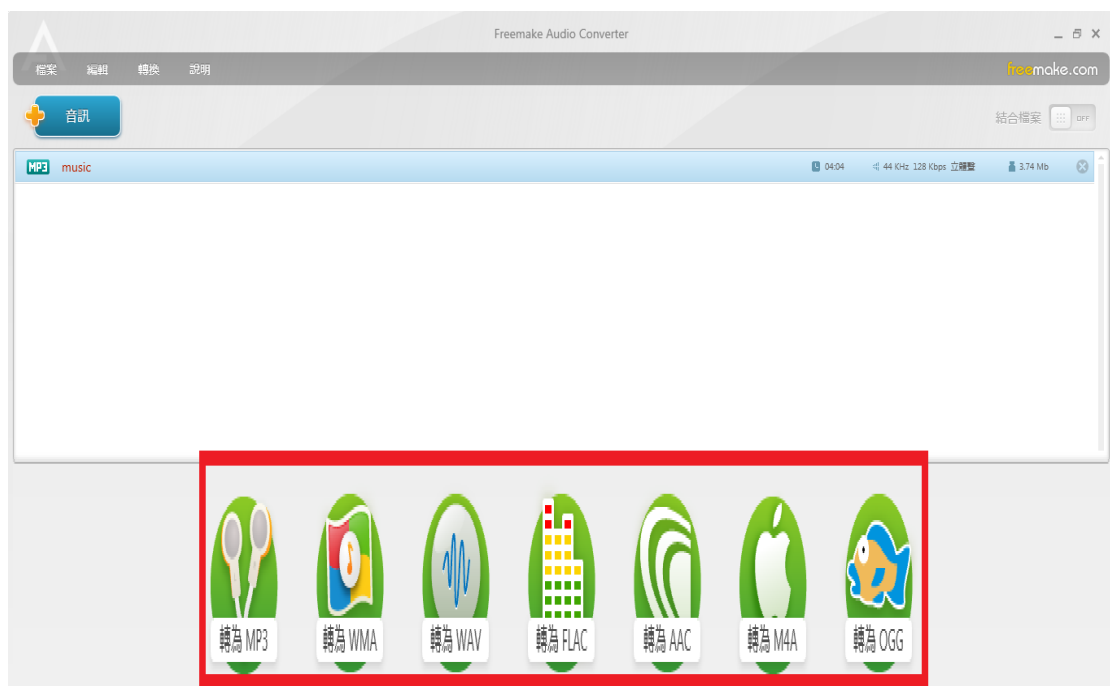 Freemake Audio Converter
檔案 編輯 轉換 說明 freemake.com
音訊 結合檔案 OFF
MP3 music 04:04 44 KHz 128 Kbps 立體聲 3.74 Mb
轉為 MP3 轉為 WMA 轉為 WAV 轉為 FLAC 轉為 AAC 轉為 M4A 轉為 OGG